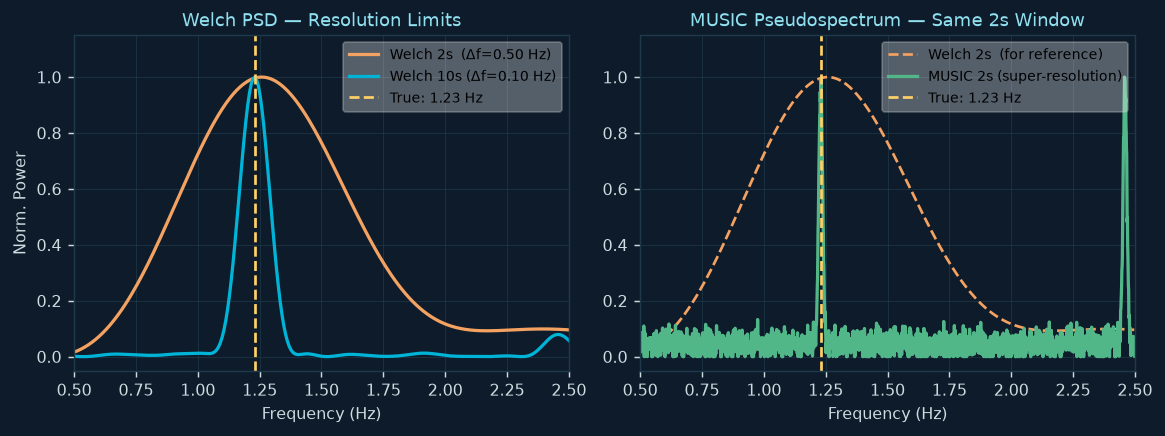 Welch PSD — Resolution Limits
Norm. Power
1.0
0.8
0.6
0.4
0.2
0.0
Welch 2s  (Δf=0.50 Hz)
Welch 10s (Δf=0.10 Hz)
True: 1.23 Hz
0.50 0.75 1.00 1.25 1.50 1.75 2.00 2.25 2.50
Frequency (Hz)
MUSIC Pseudospectrum — Same 2s Window
1.0
0.8
0.6
0.4
0.2
0.0
Welch 2s  (for reference)
MUSIC 2s (super-resolution)
True: 1.23 Hz
0.50 0.75 1.00 1.25 1.50 1.75 2.00 2.25 2.50
Frequency (Hz)